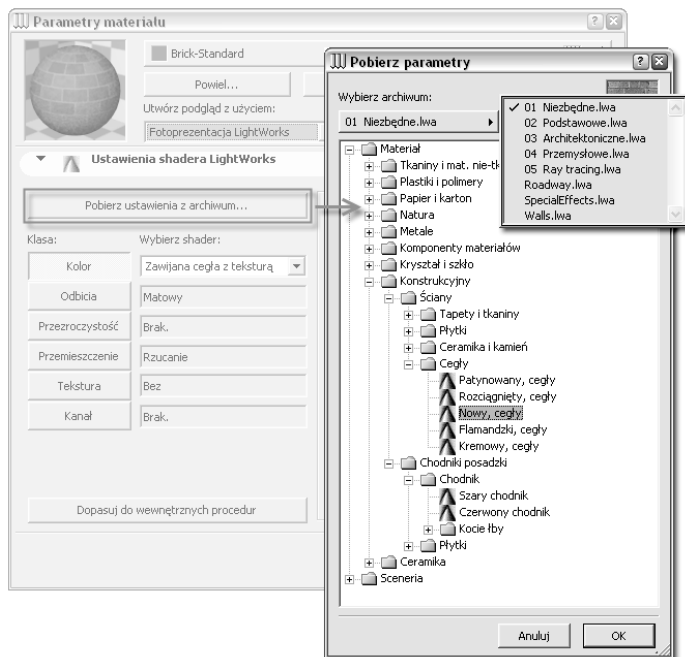 Parametry materiału
Brick-Standard
Powiel...
Utwórz podgląd z użyciem:
Fotoprezentacja LightWorks
Ustawienia shadera LightWorks
Pobierz ustawienia z archiwum...
Klasa:
Wybierz shader:
Kolor
Zawijana cegła z teksturą
Odbicia
Matowy
Przezroczystość
Brak.
Przemieszczenie
Rzucanie
Tekstura
Bez
Kanał
Brak.
Dopasuj do wewnętrznych procedur
Pobierz parametry
Wybierz archiwum:
01 Niezbędne.lwa
01 Niezbędne.lwa
02 Podstawowe.lwa
03 Architektoniczne.lwa
04 Przemysłowe.lwa
05 Ray tracing.lwa
Roadway.lwa
SpecialEffects.lwa
Walls.lwa
Materiał
Tkaniny i mat. nie-tk
Plastiki i polimery
Papier i karton
Natura
Metale
Komponenty materiałów
Kryształ i szkło
Konstrukcyjny
Ściany
Tapety i tkaniny
Płytki
Ceramika i kamień
Cegły
Patynowany, cegły
Rozciągnięty, cegły
Nowy, cegły
Flamandzki, cegły
Kremowy, cegły
Chodniki posadzki
Chodnik
Szary chodnik
Czerwony chodnik
Kocie łby
Płytki
Ceramika
Sceneria
Anuluj
OK